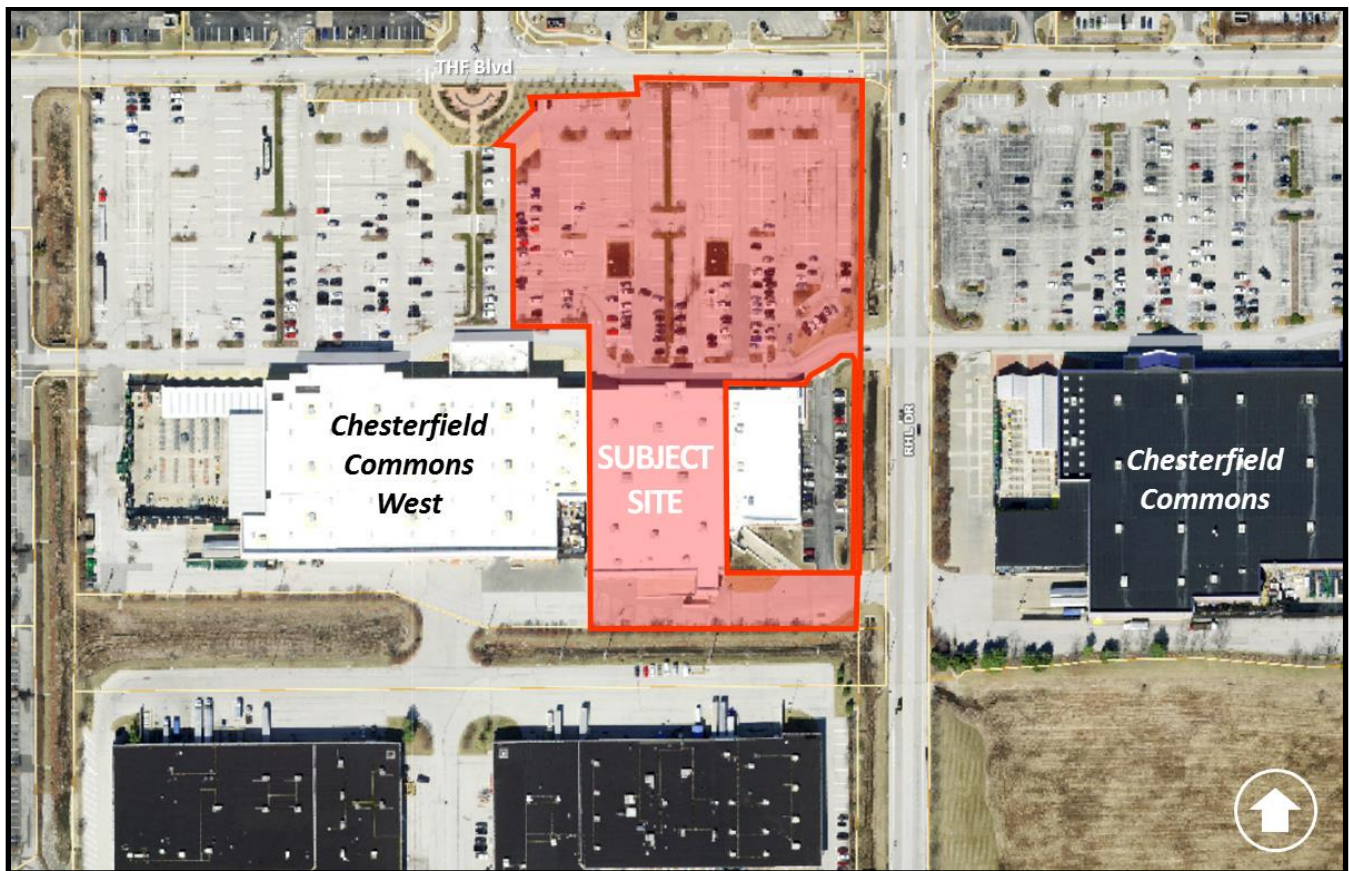 THF Blvd
Chesterfield
Commons
West
SUBJECT
SITE
RHL DR
Chesterfield
Commons